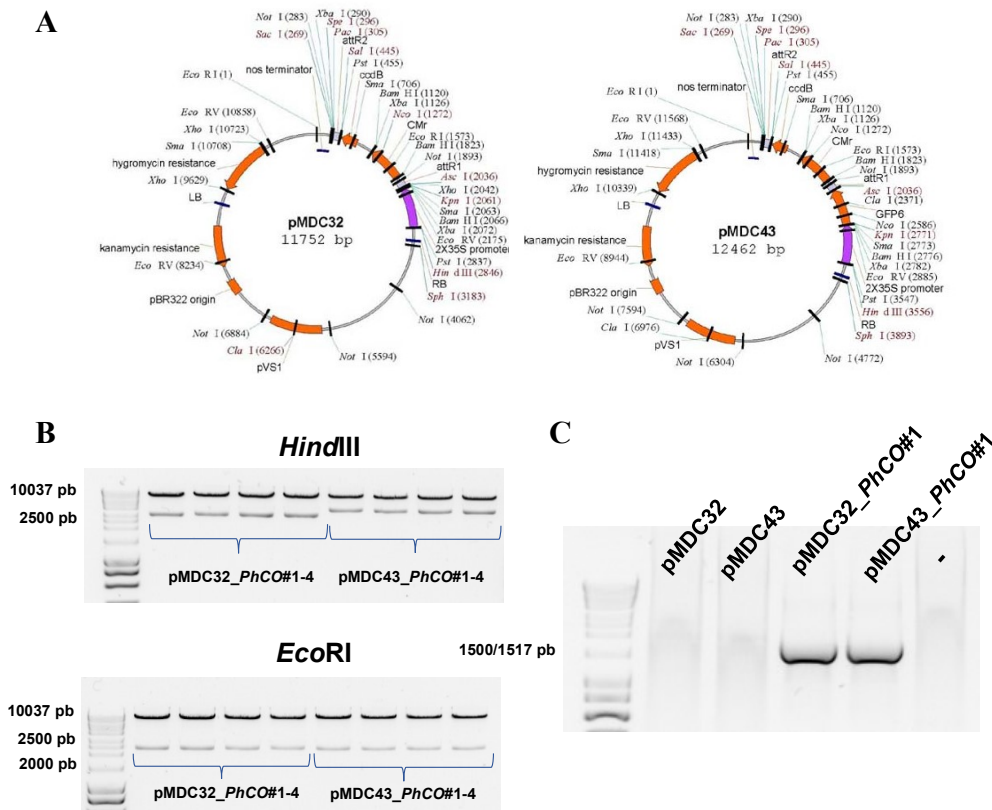 A
Not I (283)
Xba I (290)
Spe I (296)
Sac I (269)
Pac I (305)
attR2
Sal I (445)
Pst I (455)
nos terminator
ccdB
Sma I (706)
Eco RI (1)
Bam HI (1120)
Xba I (1126)
Nco I (1272)
CMr
Eco RV (10858)
Eco RI (1573)
Bam HI (1823)
Xho I (10723)
Not I (1893)
Sma I (10708)
attR1
hygromycin resistance
Asc I (2036)
Xho I (2042)
Xho I (9629)
Kpn I (2061)
LB
Sma I (2063)
pMDC32
Bam HI (2066)
11752 bp
Xba I (2072)
Eco RV (2175)
kanamycin resistance
2X35S promoter
Pst I (2837)
Eco RV (8234)
Hin d III (2846)
RB
pBR322 origin
Sph I (3183)
Not I (4062)
Not I (6884)
Cla I (6266)
Not I (5594)
pVS1
Not I (283)
Xba I (290)
Spe I (296)
Sac I (269)
Pac I (305)
attR2
Sal I (445)
Pst I (455)
nos terminator
ccdB
Sma I (706)
Eco RI (1)
Bam HI (1120)
Xba I (1126)
Nco I (1272)
Eco RV (11568)
CMr
Eco RI (1573)
Xho I (11433)
Bam HI (1823)
Not I (1893)
Sma I (11418)
attR1
hygromycin resistance
Asc I (2036)
Cla I (2371)
Xho I (10339)
GFP6
LB
Nco I (2586)
pMDC43
Kpn I (2771)
12462 bp
Sma I (2773)
Bam HI (2776)
kanamycin resistance
Xba I (2782)
Eco RV (8944)
Eco RV (2885)
2X35S promoter
Pst I (3547)
pBR322 origin
Hin d III (3556)
RB
Not I (7594)
Sph I (3893)
Cla I (6976)
pVS1
Not I (6304)
Not I (4772)
B
HindIII
10037 pb
2500 pb
pMDC32_PhCO#1-4
pMDC43_PhCO#1-4
EcoRI
10037 pb
2500 pb
2000 pb
pMDC32_PhCO#1-4
pMDC43_PhCO#1-4
C
pMDC32
pMDC43
pMDC32_PhCO#1
pMDC43_PhCO#1
-
1500/1517 pb